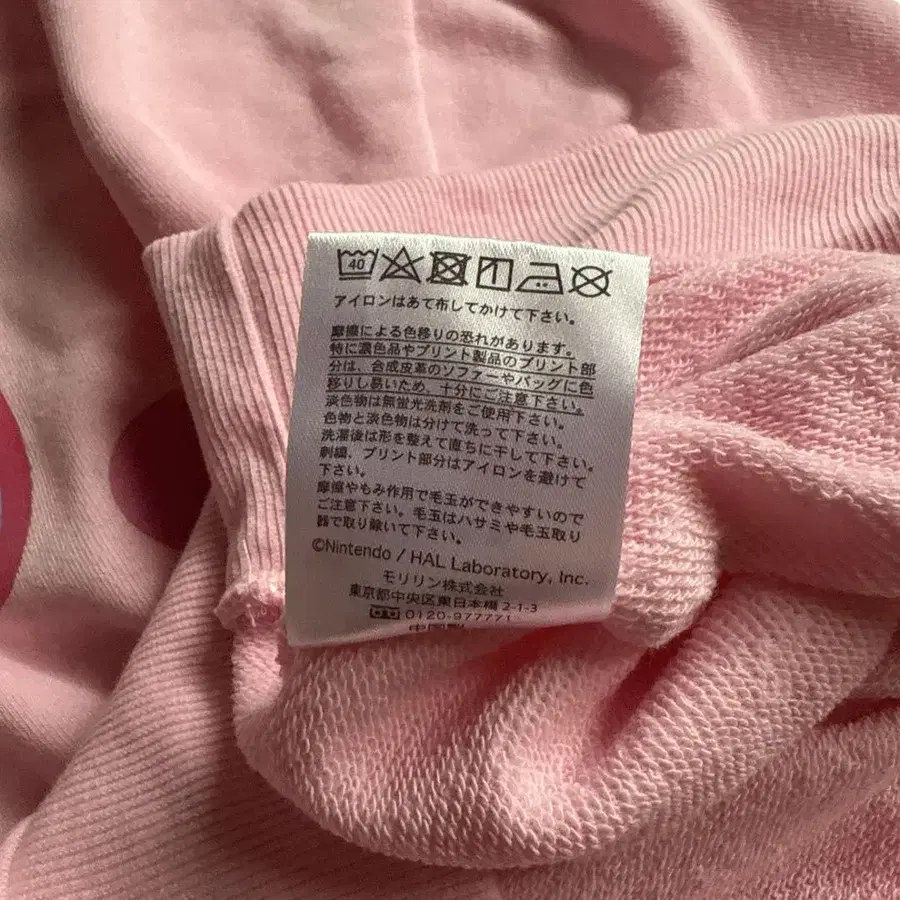 40
アイロンはあて布してかけて下さい。
摩擦による色移りの恐れがあります。
特に濃色品やプリント製品のプリント部
分は、合成皮革のソファーやバッグに色
移りし易いため、十分にご注意下さい。
淡色物は無蛍光洗剤をご使用下さい。
色物と淡色物は分けて洗って下さい。
洗濯後は形を整えて直ちに干して下さい。
刺繍、プリント部分はアイロンを避けて
下さい。
摩擦やもみ作用で毛玉ができやすいので
ご注意下さい。毛玉はハサミや毛玉取り
器で取り除いて下さい。
©Nintendo / HAL Laboratory, Inc.
モリリン株式会社
東京都中央区東日本橋 2-1-3
0120-977771
中国製